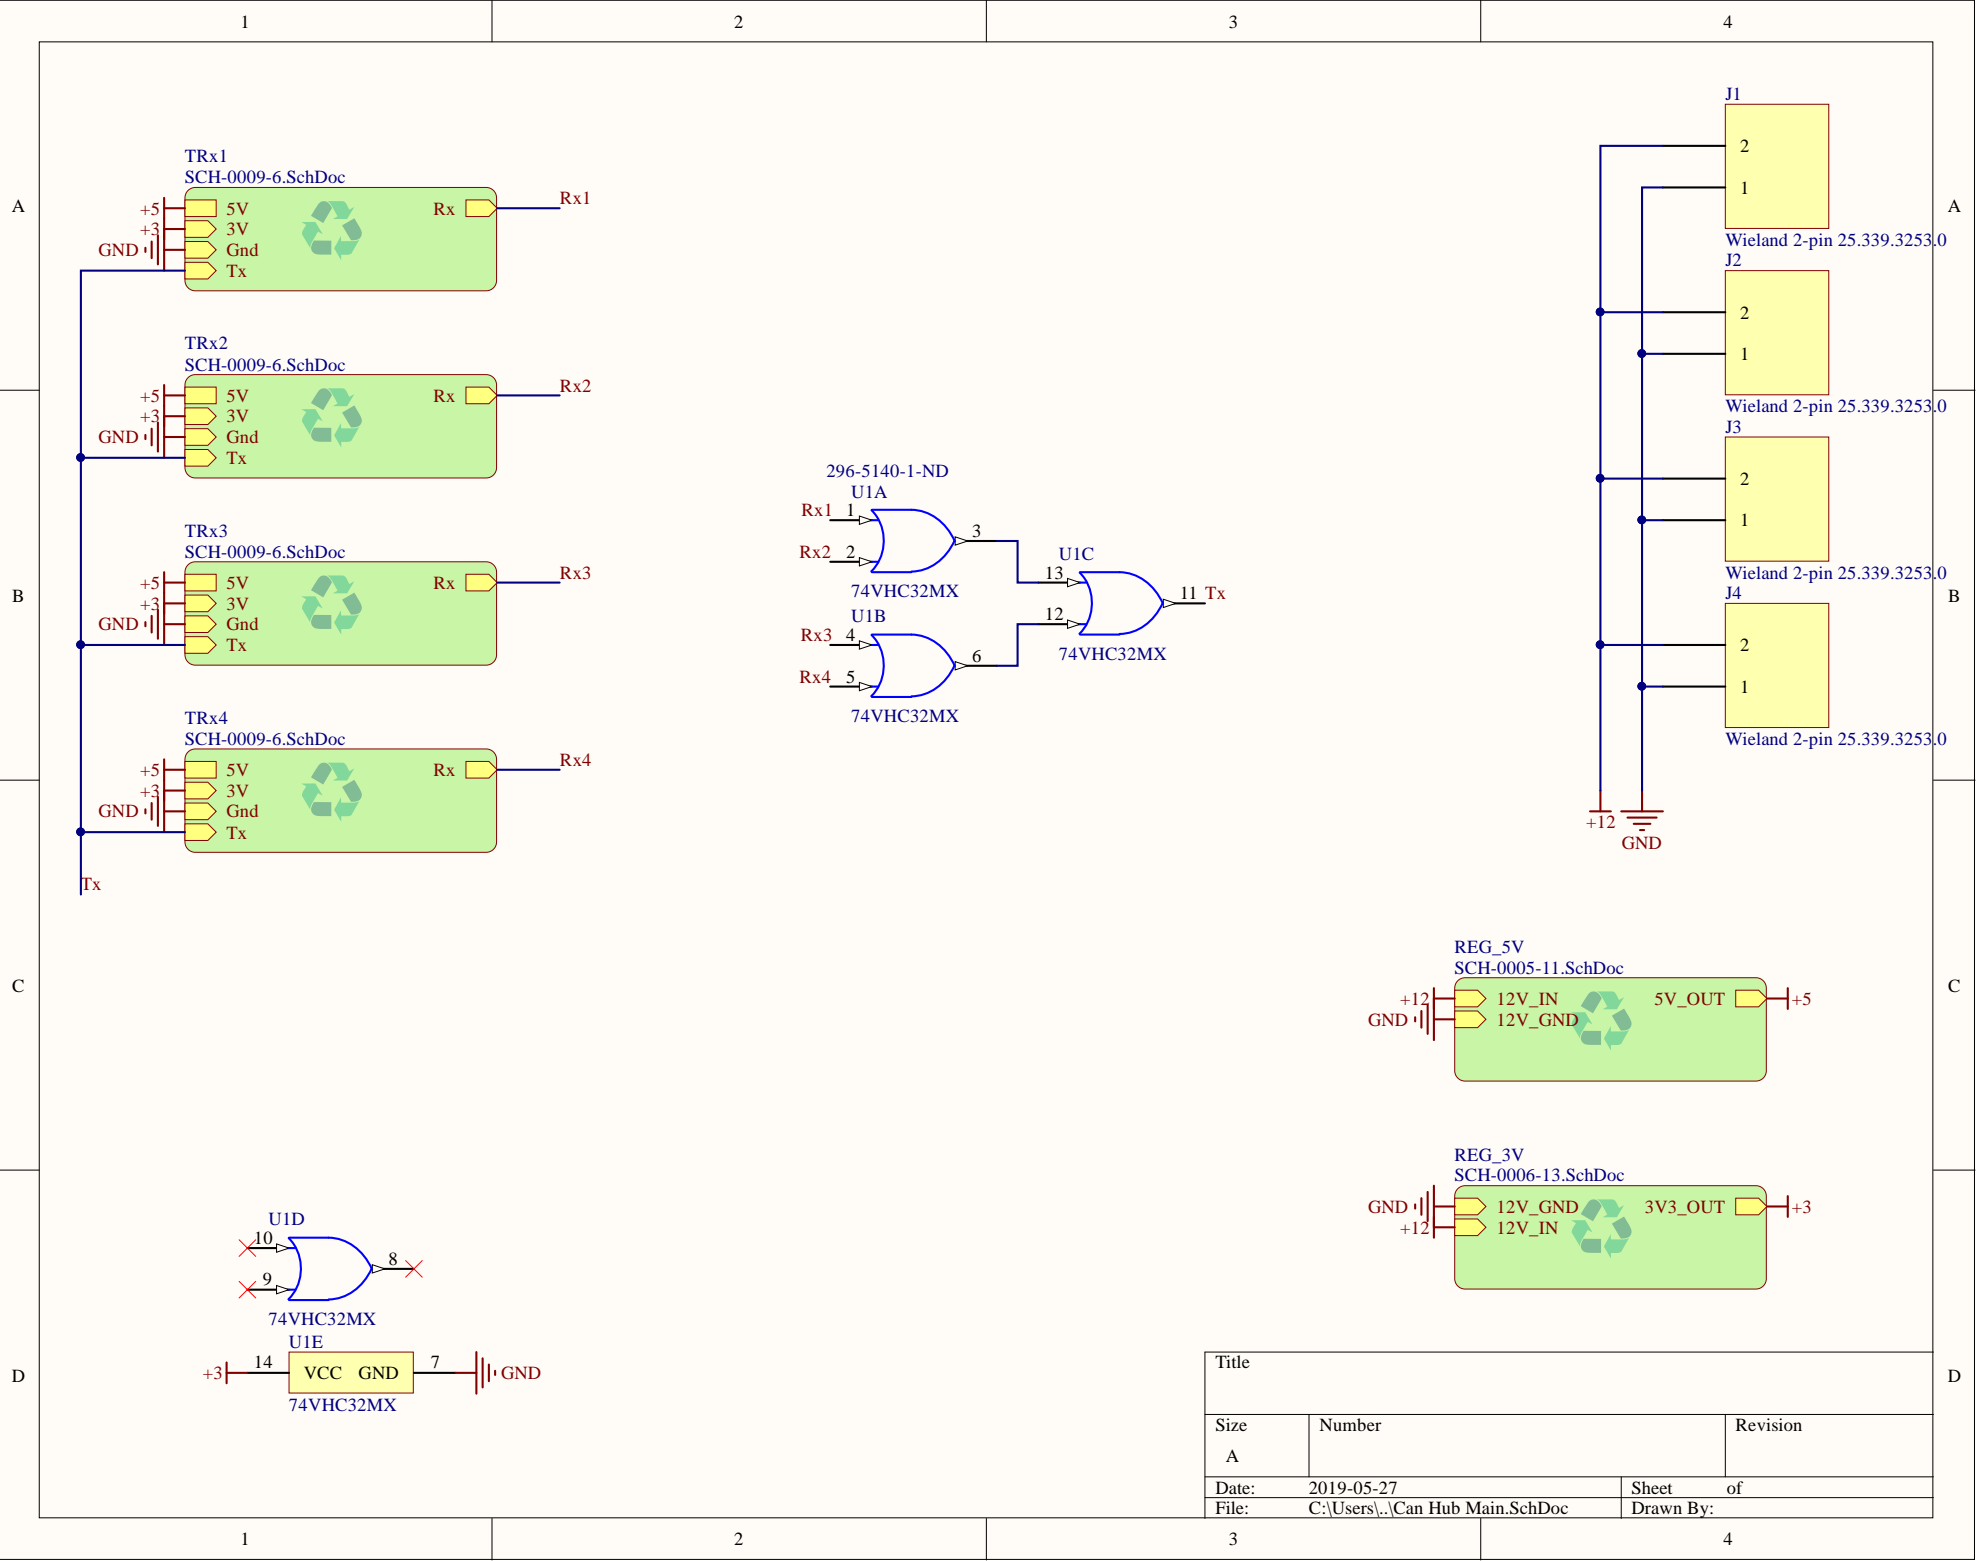 1 2 3 4
A
A
B
B
C
C
D
D
TRx1
SCH-0009-6.SchDoc
+5 5V Rx Rx1
+3 3V
GND Gnd
Tx
TRx2
SCH-0009-6.SchDoc
+5 5V Rx Rx2
+3 3V
GND Gnd
Tx
TRx3
SCH-0009-6.SchDoc
+5 5V Rx Rx3
+3 3V
GND Gnd
Tx
TRx4
SCH-0009-6.SchDoc
+5 5V Rx Rx4
+3 3V
GND Gnd
Tx
Tx
296-5140-1-ND
U1A
Rx1 1
3
Rx2 2
74VHC32MX
U1B
Rx3 4
6
Rx4 5
74VHC32MX
U1C
13
11 Tx
12
74VHC32MX
J1
2
1
Wieland 2-pin 25.339.3253.0
J2
2
1
Wieland 2-pin 25.339.3253.0
J3
2
1
Wieland 2-pin 25.339.3253.0
J4
2
1
Wieland 2-pin 25.339.3253.0
+12
GND
REG_5V
SCH-0005-11.SchDoc
+12 12V_IN 5V_OUT +5
GND 12V_GND
REG_3V
SCH-0006-13.SchDoc
GND 12V_GND 3V3_OUT +3
+12 12V_IN
U1D
10
8
9
74VHC32MX
U1E
+3 14 VCC GND 7 GND
74VHC32MX
Title
Size Number Revision
A
Date: 2019-05-27 Sheet of
File: C:\Users\..\Can Hub Main.SchDoc Drawn By:
1 2 3 4